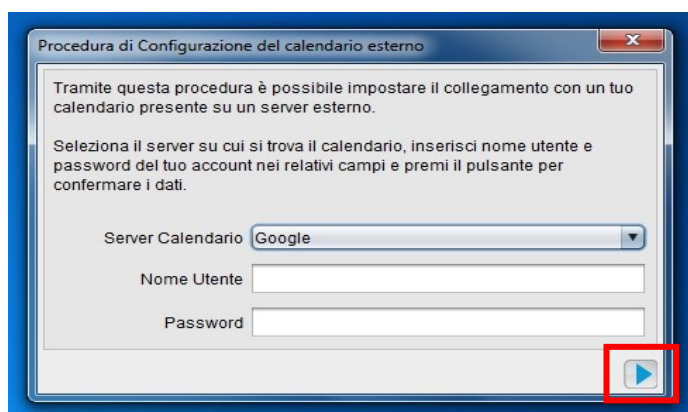 Procedura di Configurazione del calendario esterno
Tramite questa procedura è possibile impostare il collegamento con un tuo
calendario presente su un server esterno.
Seleziona il server su cui si trova il calendario, inserisci nome utente e
password del tuo account nei relativi campi e premi il pulsante per
confermare i dati.
Server Calendario Google
Nome Utente
Password